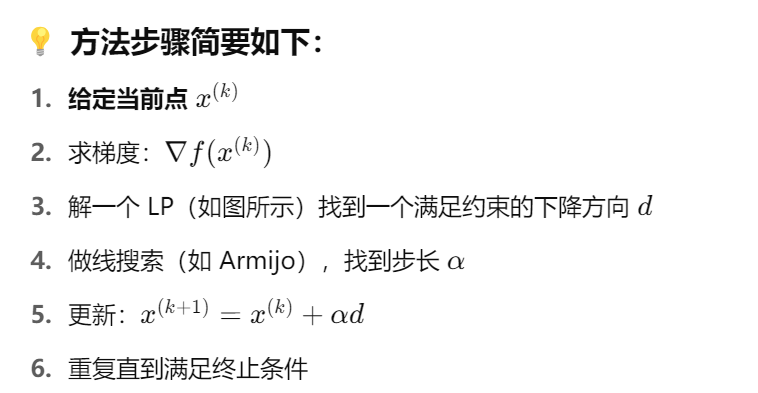 💡 方法步骤简要如下：
1. 给定当前点 x^{(k)}
2. 求梯度：∇f(x^{(k)})
3. 解一个 LP（如图所示）找到一个满足约束的下降方向 d
4. 做线搜索（如 Armijo），找到步长 α
5. 更新：x^{(k+1)} = x^{(k)} + αd
6. 重复直到满足终止条件